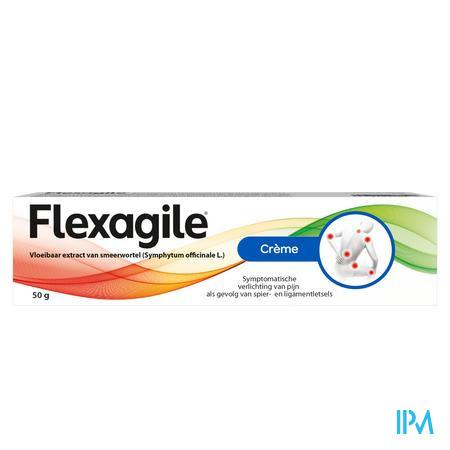 Flexagile®
Vloeibaar extract van smeerwortel (Symphytum officinale L.)
50 g
Crème
Symptomatische
verlichting van pijn
als gevolg van spier- en ligamentletsels
IPM